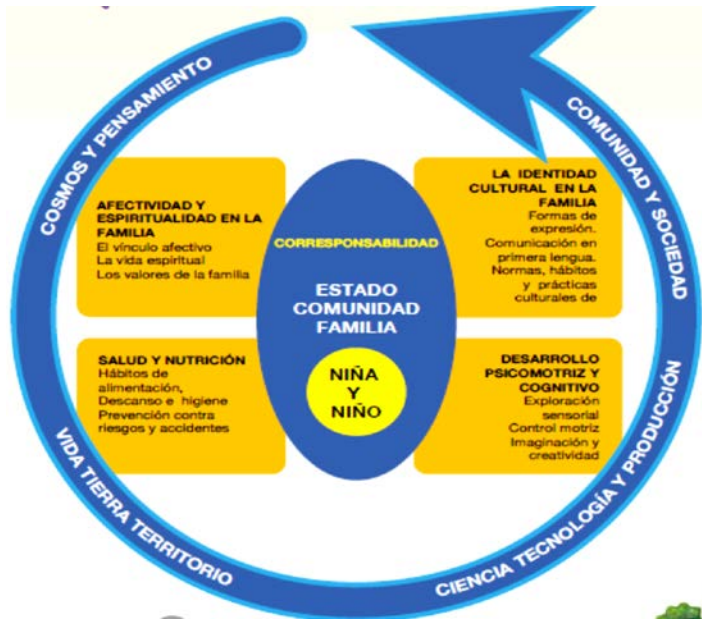 COSMOS Y PENSAMIENTO
COMUNIDAD Y SOCIEDAD
AFECTIVIDAD Y
ESPIRITUALIDAD EN LA
FAMILIA
El vínculo afectivo
La vida espiritual
Los valores de la familia
LA IDENTIDAD
CULTURAL EN LA
FAMILIA
Formas de
expresión.
Comunicación en
primera lengua.
Normas, hábitos
y prácticas
culturales de
CORRESPONSABILIDAD
ESTADO
COMUNIDAD
FAMILIA
NIÑA
Y
NIÑO
SALUD Y NUTRICIÓN
Hábitos de
alimentación,
Descanso e higiene
Prevención contra
riesgos y accidentes
DESARROLLO
PSICOMOTRIZ Y
COGNITIVO
Exploración
sensorial
Control motriz
Imaginación y
creatividad
VIDA TIERRA TERRITORIO
CIENCIA TECNOLOGÍA Y PRODUCCIÓN